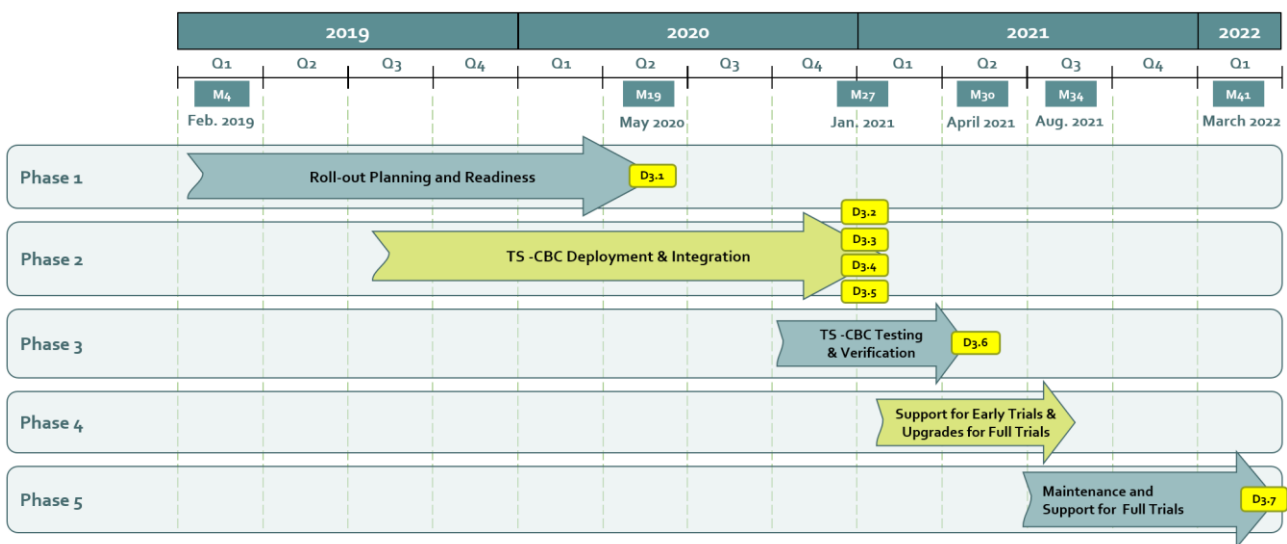 2019 2020 2021 2022
Q1 Q2 Q3 Q4 Q1 Q2 Q3 Q4 Q1 Q2 Q3 Q4 Q1
M4 M19 M27 M30 M34 M41
Feb. 2019 May 2020 Jan. 2021 April 2021 Aug. 2021 March 2022
Phase 1
Roll-out Planning and Readiness
D3.1
Phase 2
TS -CBC Deployment & Integration
D3.2
D3.3
D3.4
D3.5
Phase 3
TS -CBC Testing
& Verification
D3.6
Phase 4
Support for Early Trials &
Upgrades for Full Trials
Phase 5
Maintenance and
Support for Full Trials
D3.7